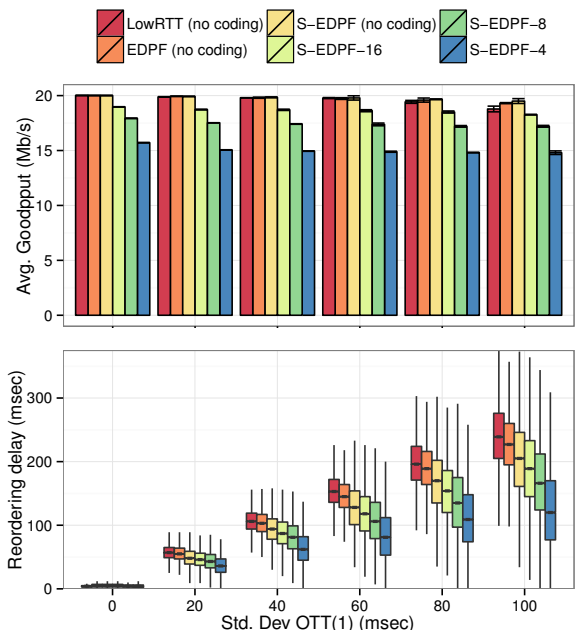 LowRTT (no coding) S−EDPF (no coding) S−EDPF−8
EDPF (no coding) S−EDPF−16 S−EDPF−4
Avg. Goodpput (Mb/s)
20
15
10
5
0
Reordering delay (msec)
300
200
100
0
0 20 40 60 80 100
Std. Dev OTT(1) (msec)